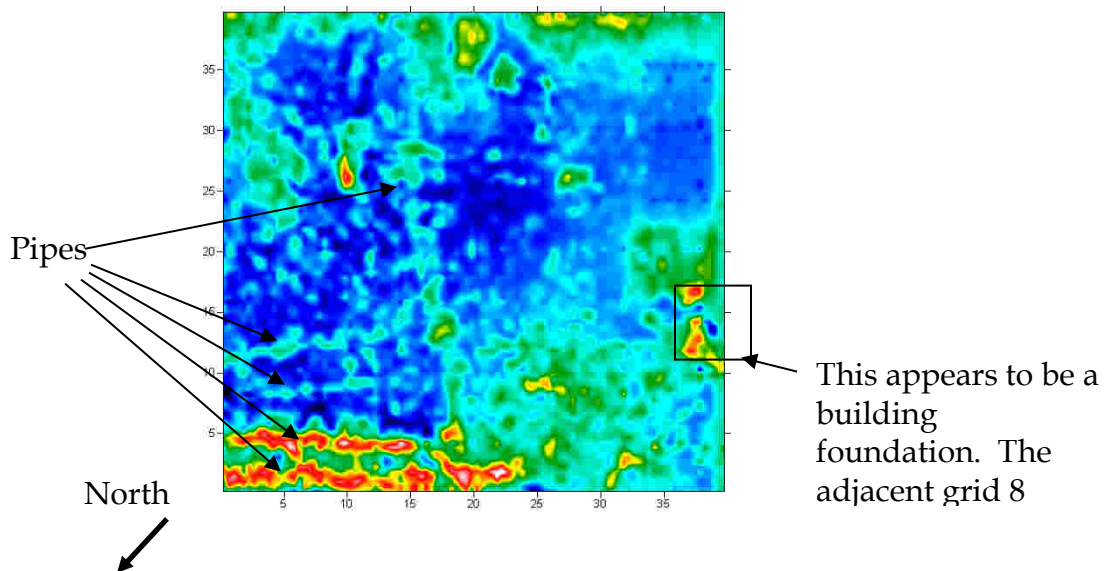 35
30
25
20
15
10
5
5 10 15 20 25 30 35
Pipes
North
This appears to be a
building
foundation. The
adjacent grid 8